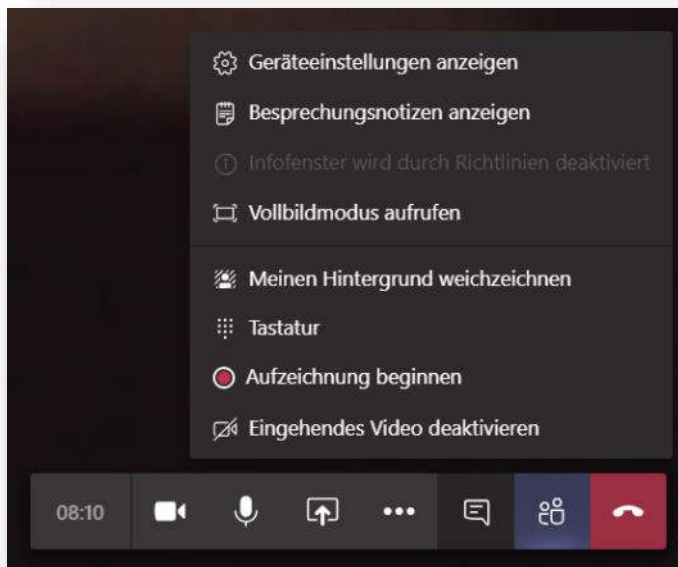 Geräteeinstellungen anzeigen
Besprechungsnotizen anzeigen
Infofenster wird durch Richtlinien deaktiviert
Vollbildmodus aufrufen
Meinen Hintergrund weichzeichnen
Tastatur
Aufzeichnung beginnen
Eingehendes Video deaktivieren
08:10